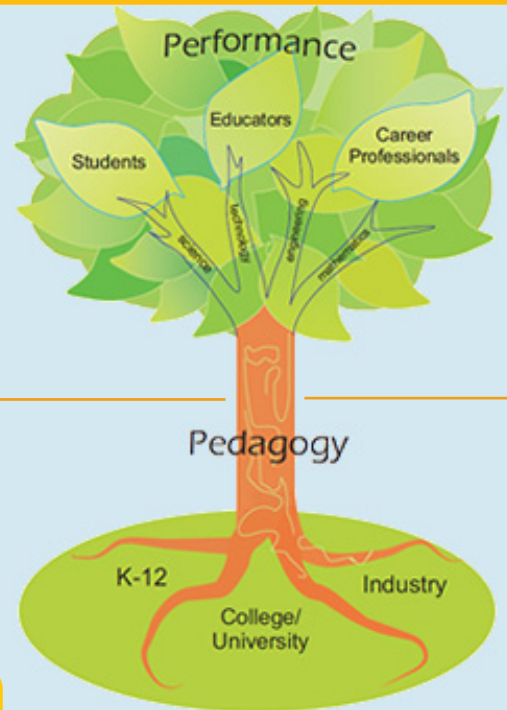 Performance
Educators
Students
Career
Professionals
science
technology
engineering
mathematics
Pedagogy
K-12
Industry
College/
University